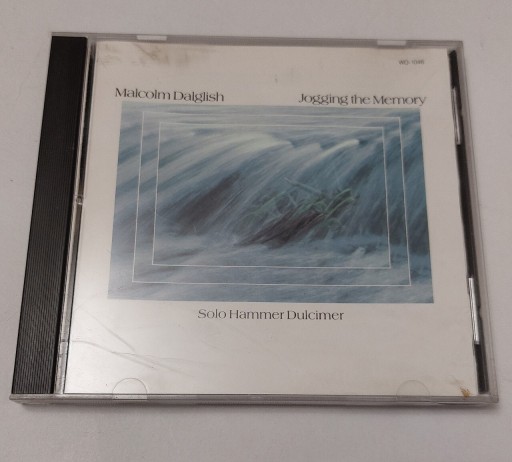 Malcolm Dalglish Jogging the Memory
Solo Hammer Dulcimer